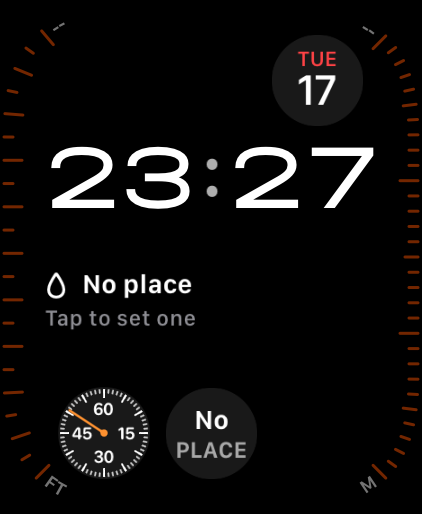 --
--
TUE
17
23:27
No place
Tap to set one
60
45 15
30
No
PLACE
FT
M